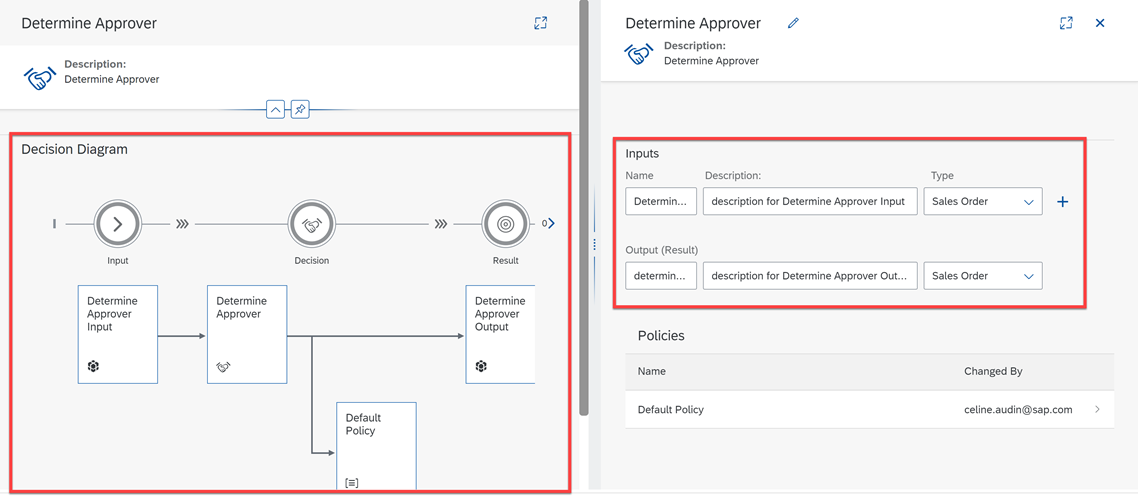 Determine Approver
Description:
Determine Approver
Decision Diagram
0
Input
Decision
Result
Determine
Approver
Input
Determine
Approver
Determine
Approver
Output
Default
Policy
Determine Approver
Description:
Determine Approver
Inputs
Name Description: Type
Determin... description for Determine Approver Input Sales Order
Output (Result)
determin... description for Determine Approver Out... Sales Order
Policies
Name Changed By
Default Policy celine.audin@sap.com